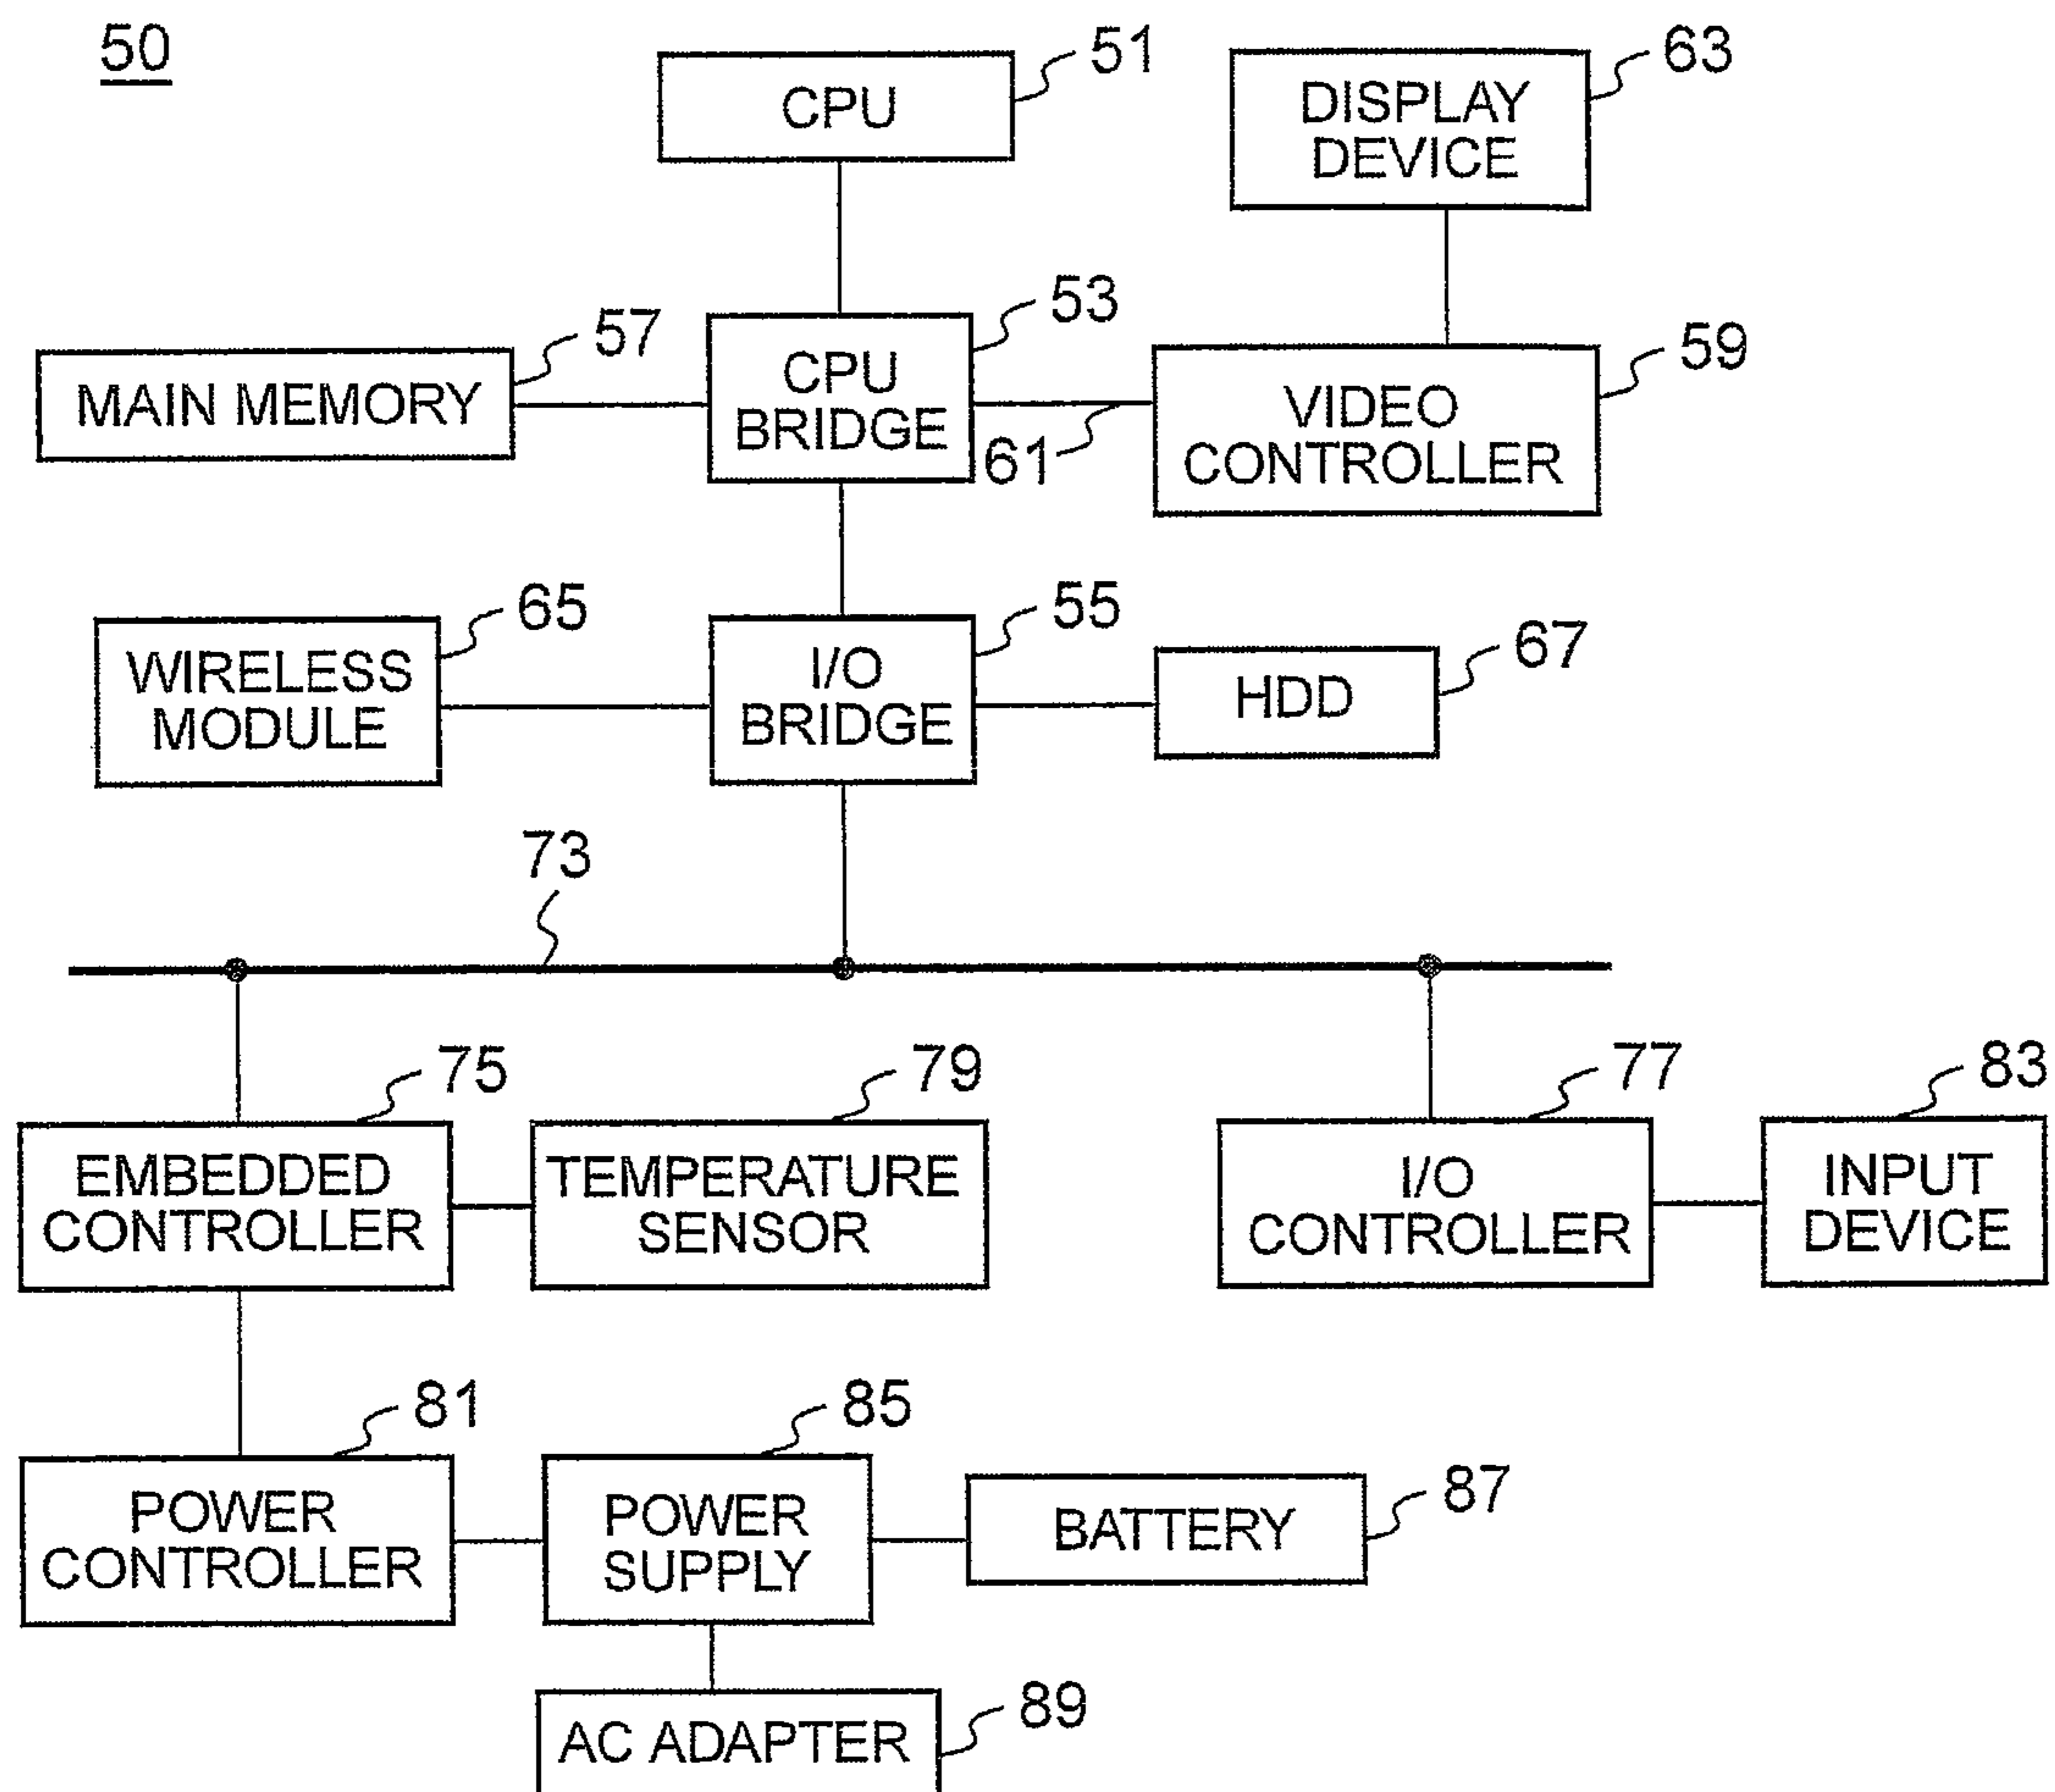 50
CPU
51
DISPLAY
DEVICE
63
MAIN MEMORY
57
CPU
BRIDGE
53
61
VIDEO
CONTROLLER
59
WIRELESS
MODULE
65
I/O
BRIDGE
55
HDD
67
73
EMBEDDED
CONTROLLER
75
TEMPERATURE
SENSOR
79
I/O
CONTROLLER
77
INPUT
DEVICE
83
POWER
CONTROLLER
81
POWER
SUPPLY
85
BATTERY
87
AC ADAPTER
89